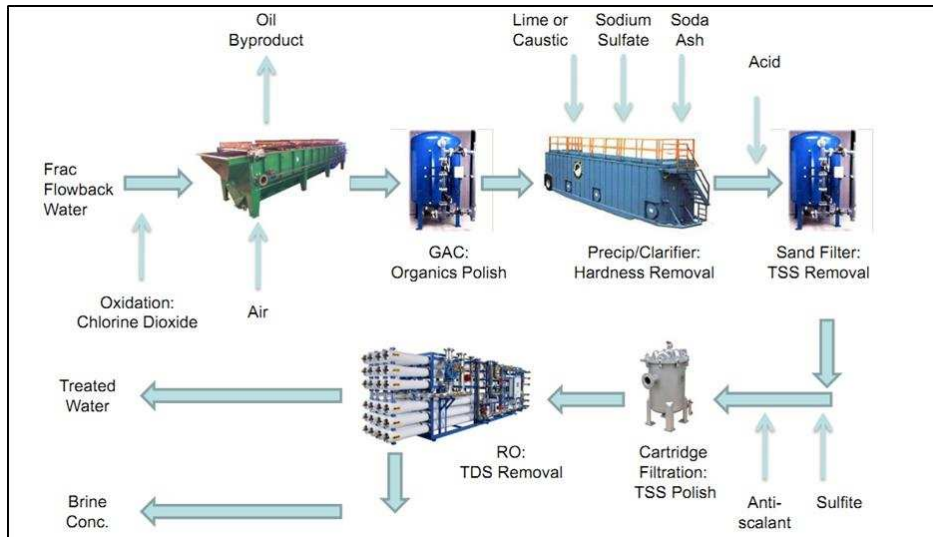 Oil
Byproduct
Lime or
Caustic
Sodium
Sulfate
Soda
Ash
Acid
Frac
Flowback
Water
GAC:
Organics Polish
Precip/Clarifier:
Hardness Removal
Sand Filter:
TSS Removal
Oxidation:
Chlorine Dioxide
Air
Treated
Water
RO:
TDS Removal
Cartridge
Filtration:
TSS Polish
Brine
Conc.
Anti-
scalant
Sulfite